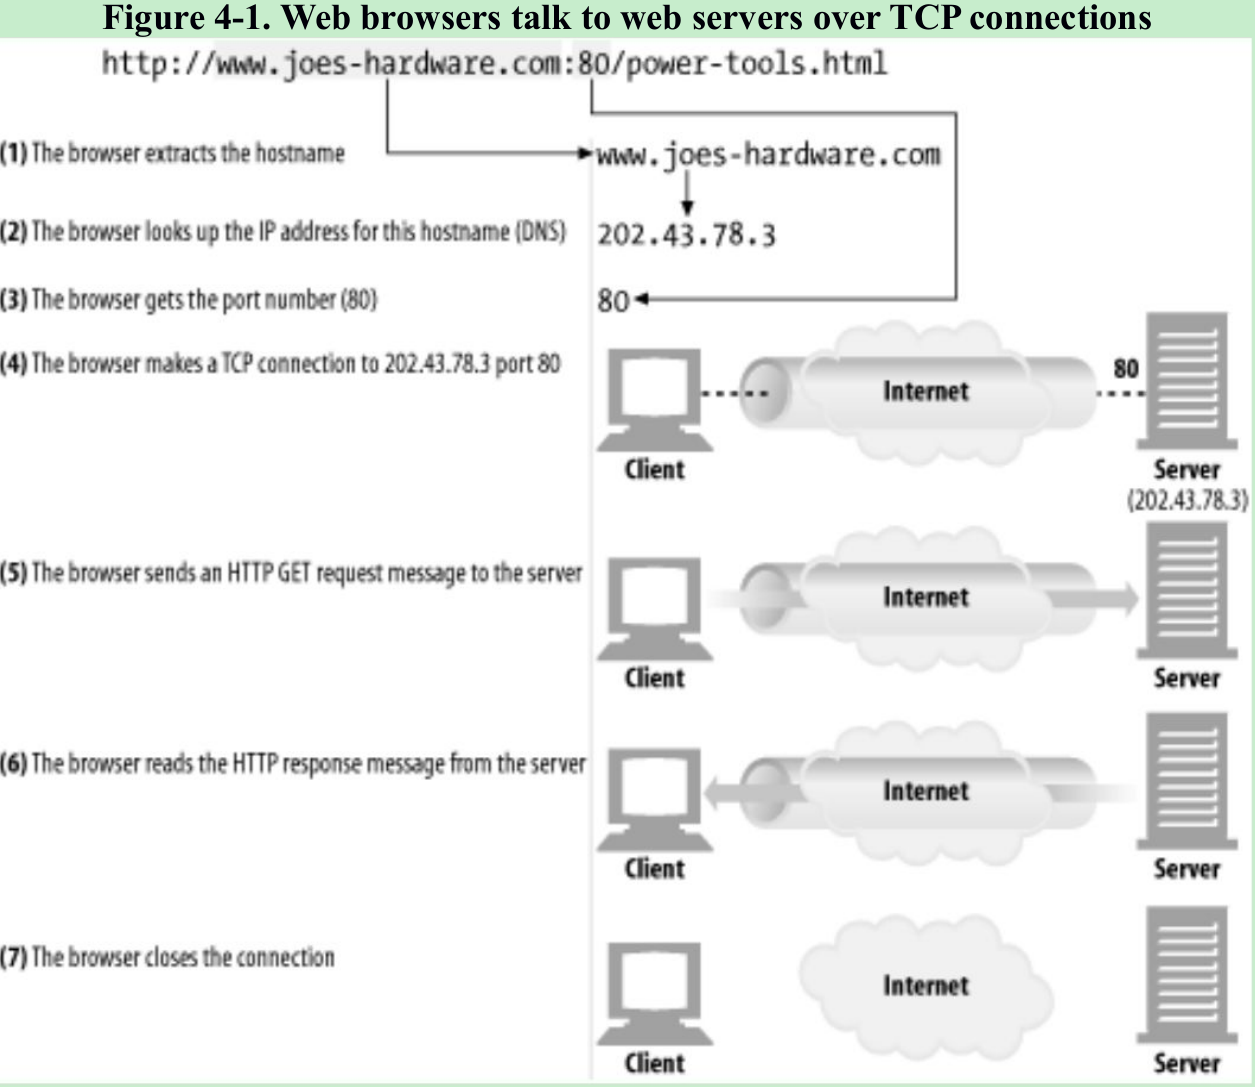 Figure 4-1. Web browsers talk to web servers over TCP connections
http://www.joes-hardware.com:80/power-tools.html
(1) The browser extracts the hostname
www.joes-hardware.com
(2) The browser looks up the IP address for this hostname (DNS)
202.43.78.3
(3) The browser gets the port number (80)
80
(4) The browser makes a TCP connection to 202.43.78.3 port 80
Internet
80
Client
Server
(202.43.78.3)
(5) The browser sends an HTTP GET request message to the server
Internet
Client
Server
(6) The browser reads the HTTP response message from the server
Internet
Client
Server
(7) The browser closes the connection
Internet
Client
Server